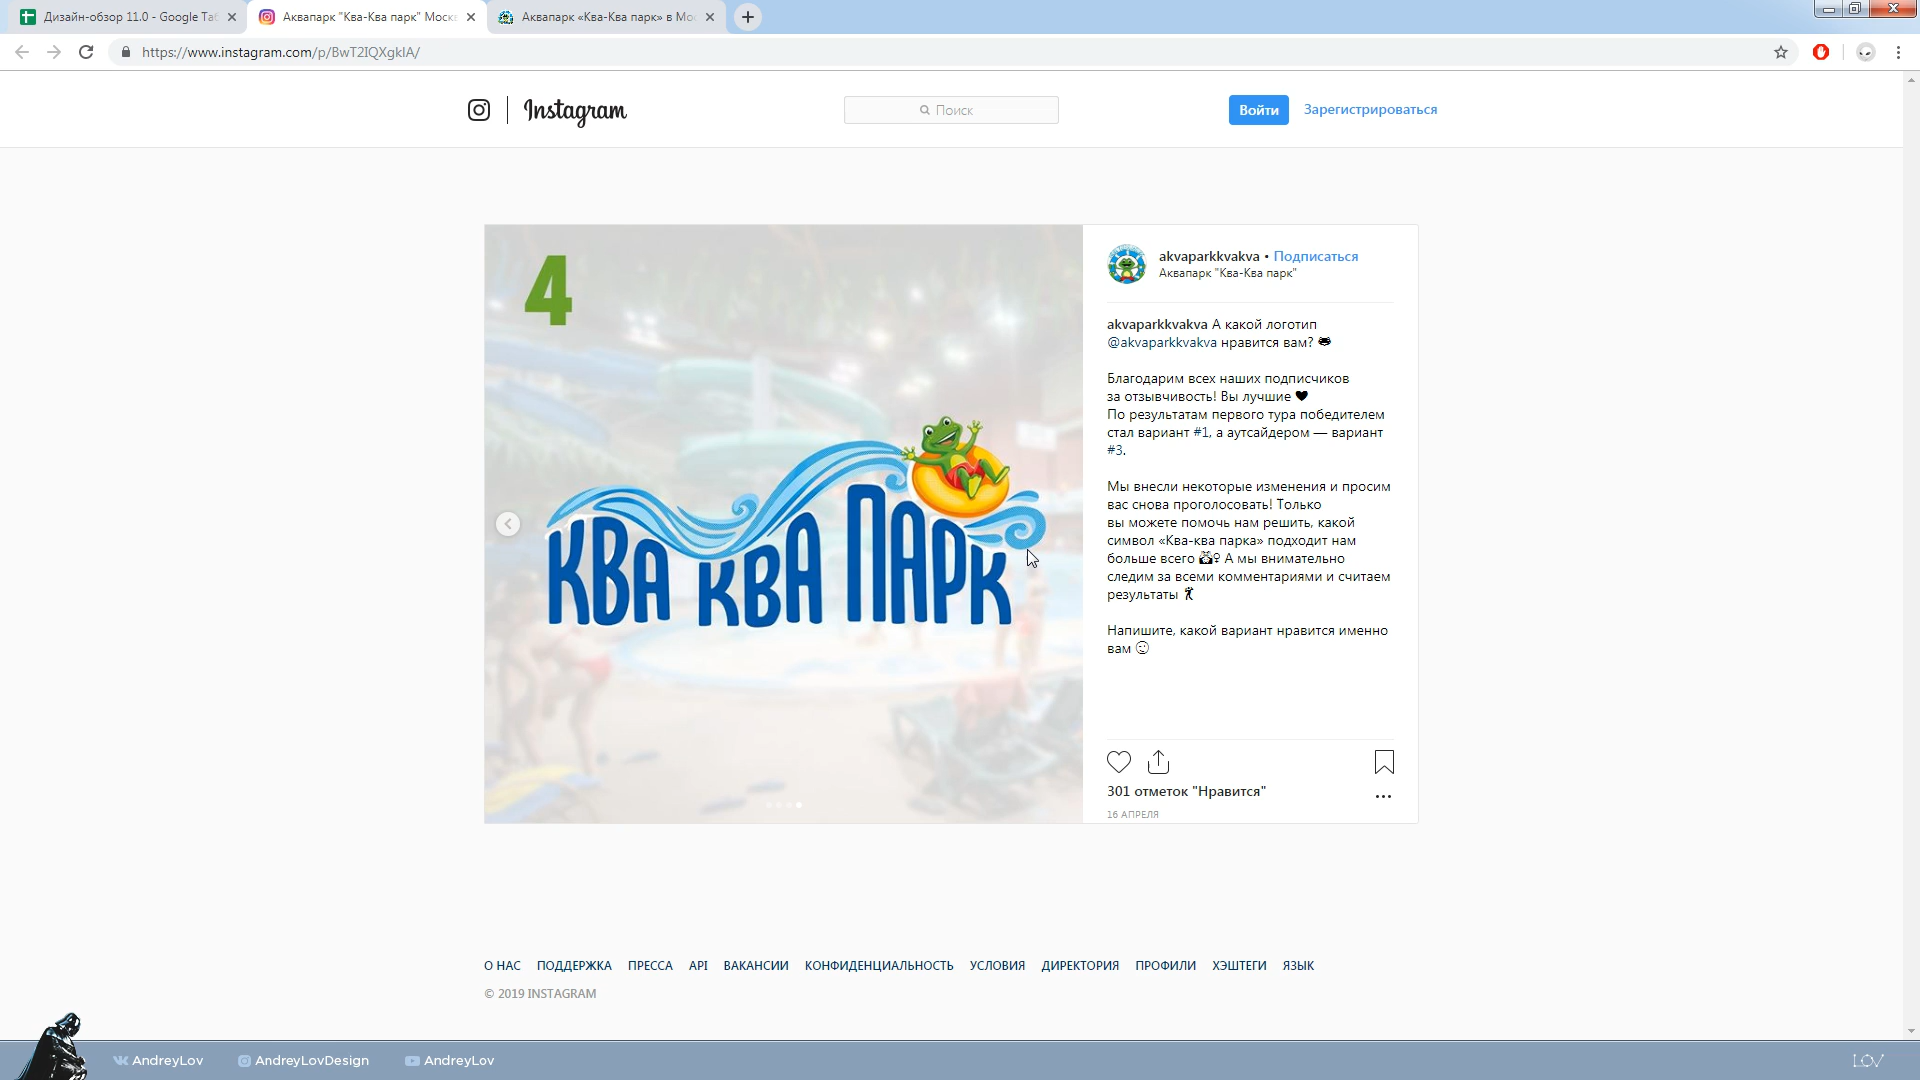 Дизайн-обзор 11.0 - Google Таб
Аквапарк "Ква-Ква парк" Моск
Аквапарк «Ква-Ква парк» в Мо
https://www.instagram.com/p/BwT2IQXgklA/
Instagram
Поиск
Войти
Зарегистрироваться
4
КВА КВА ПАРК
akvaparkkvakva • Подписаться
Аквапарк "Ква-Ква парк"
akvaparkkvakva А какой логотип
@akvaparkkvakva нравится вам?
Благодарим всех наших подписчиков
за отзывчивость! Вы лучшие
По результатам первого тура победителем
стал вариант #1, а аутсайдером — вариант
#3.
Мы внесли некоторые изменения и просим
вас снова проголосовать! Только
вы можете помочь нам решить, какой
символ «Ква-ква парка» подходит нам
больше всего А мы внимательно
следим за всеми комментариями и считаем
результаты
Напишите, какой вариант нравится именно
вам
301 отметок "Нравится"
16 АПРЕЛЯ
О НАС ПОДДЕРЖКА ПРЕССА API ВАКАНСИИ КОНФИДЕНЦИАЛЬНОСТЬ УСЛОВИЯ ДИРЕКТОРИЯ ПРОФИЛИ ХЭШТЕГИ ЯЗЫК
© 2019 INSTAGRAM
AndreyLov AndreyLovDesign AndreyLov
LOV